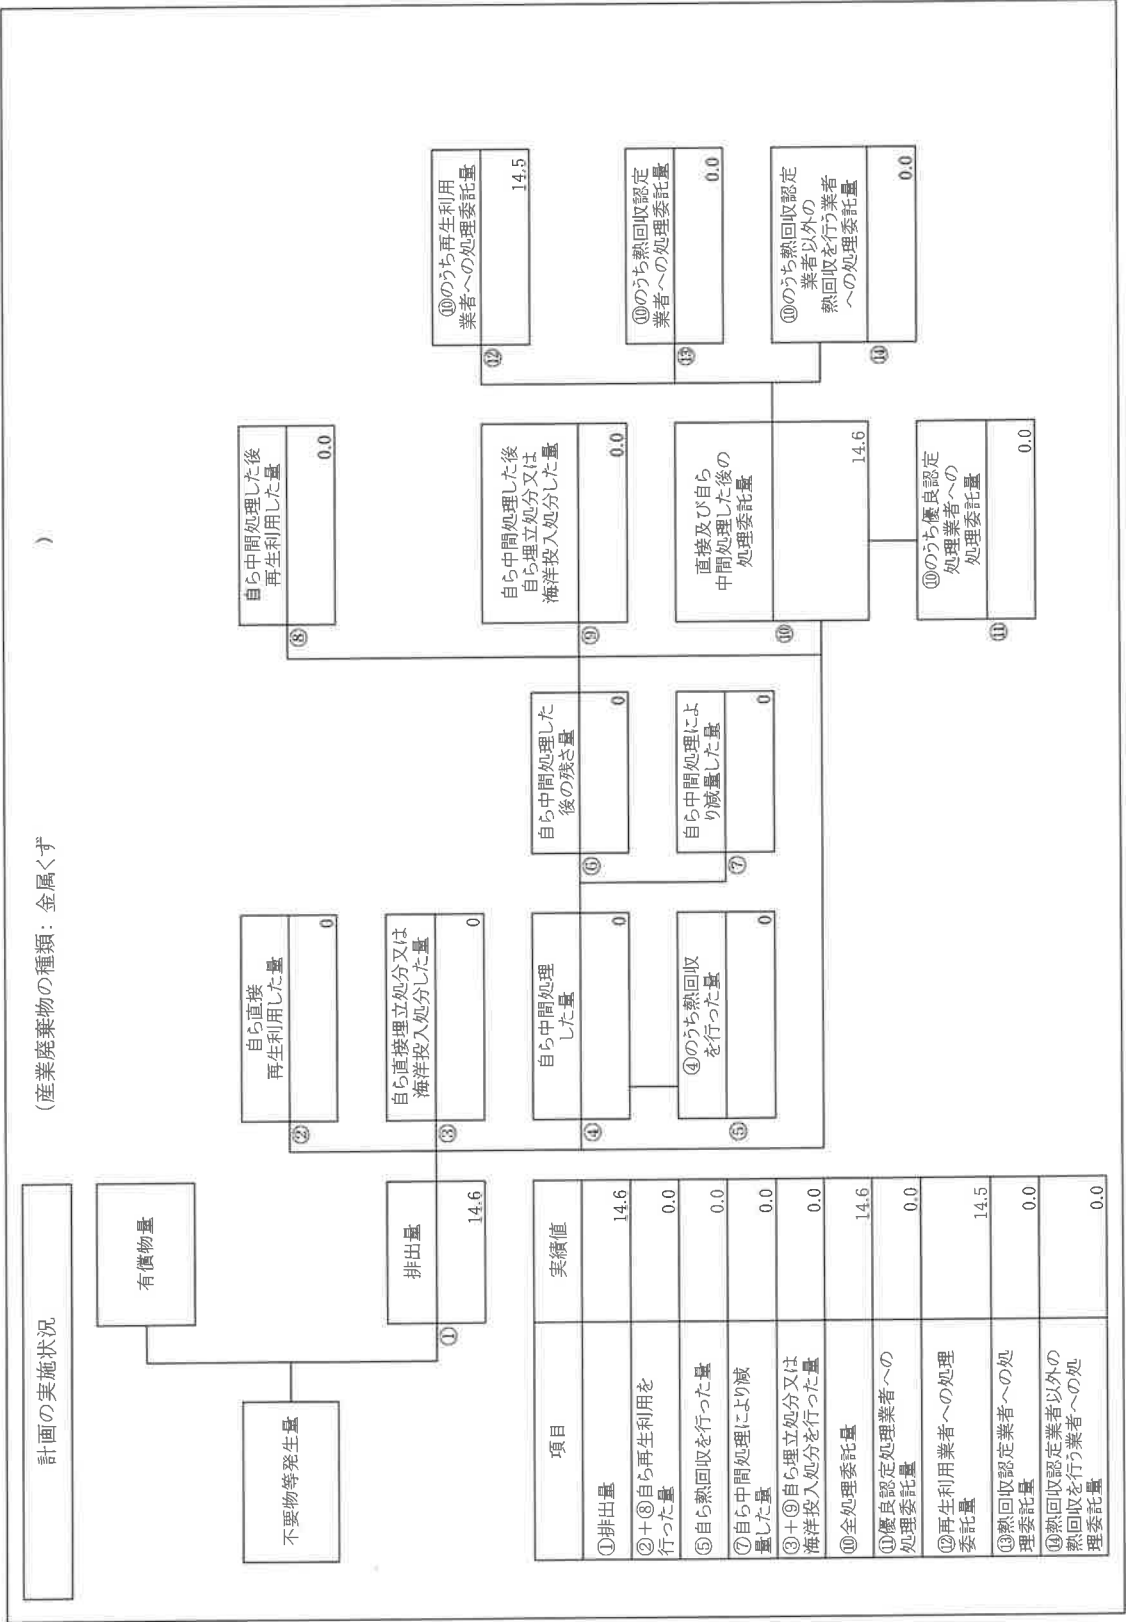 計画の実施状況
(産業廃棄物の種類: 金属くず
)
不要物等発生量
有償物量
①
排出量
14.6
②
自ら直接
再生利用した量
0
③
自ら直接埋立処分又は
海洋投入処分した量
0
④
自ら中間処理
した量
0
⑤
④のうち熱回収
を行った量
0
⑥
自ら中間処理した
後の残さ量
0
⑦
自ら中間処理によ
り減量した量
0
⑧
自ら中間処理した後
再生利用した量
0.0
⑨
自ら中間処理した後
自ら埋立処分又は
海洋投入処分した量
0.0
⑩
直接及び自ら
中間処理した後の
処理委託量
14.6
⑪
⑩のうち優良認定
処理業者への
処理委託量
0.0
⑫
⑩のうち再生利用
業者への処理委託量
14.5
⑬
⑩のうち熱回収認定
業者への処理委託量
0.0
⑭
⑩のうち熱回収認定
業者以外の
熱回収を行う業者
への処理委託量
0.0
項目 実績値
①排出量 14.6
②+⑧自ら再生利用を
行った量 0.0
⑤自ら熱回収を行った量 0.0
⑦自ら中間処理により減
量した量 0.0
③+⑨自ら埋立処分又は
海洋投入処分を行った量 0.0
⑩全処理委託量 14.6
⑪優良認定処理業者への
処理委託量 0.0
⑫再生利用業者への処理
委託量 14.5
⑬熱回収認定業者への処
理委託量 0.0
⑭熱回収認定業者以外の
熱回収を行う業者への処
理委託量 0.0